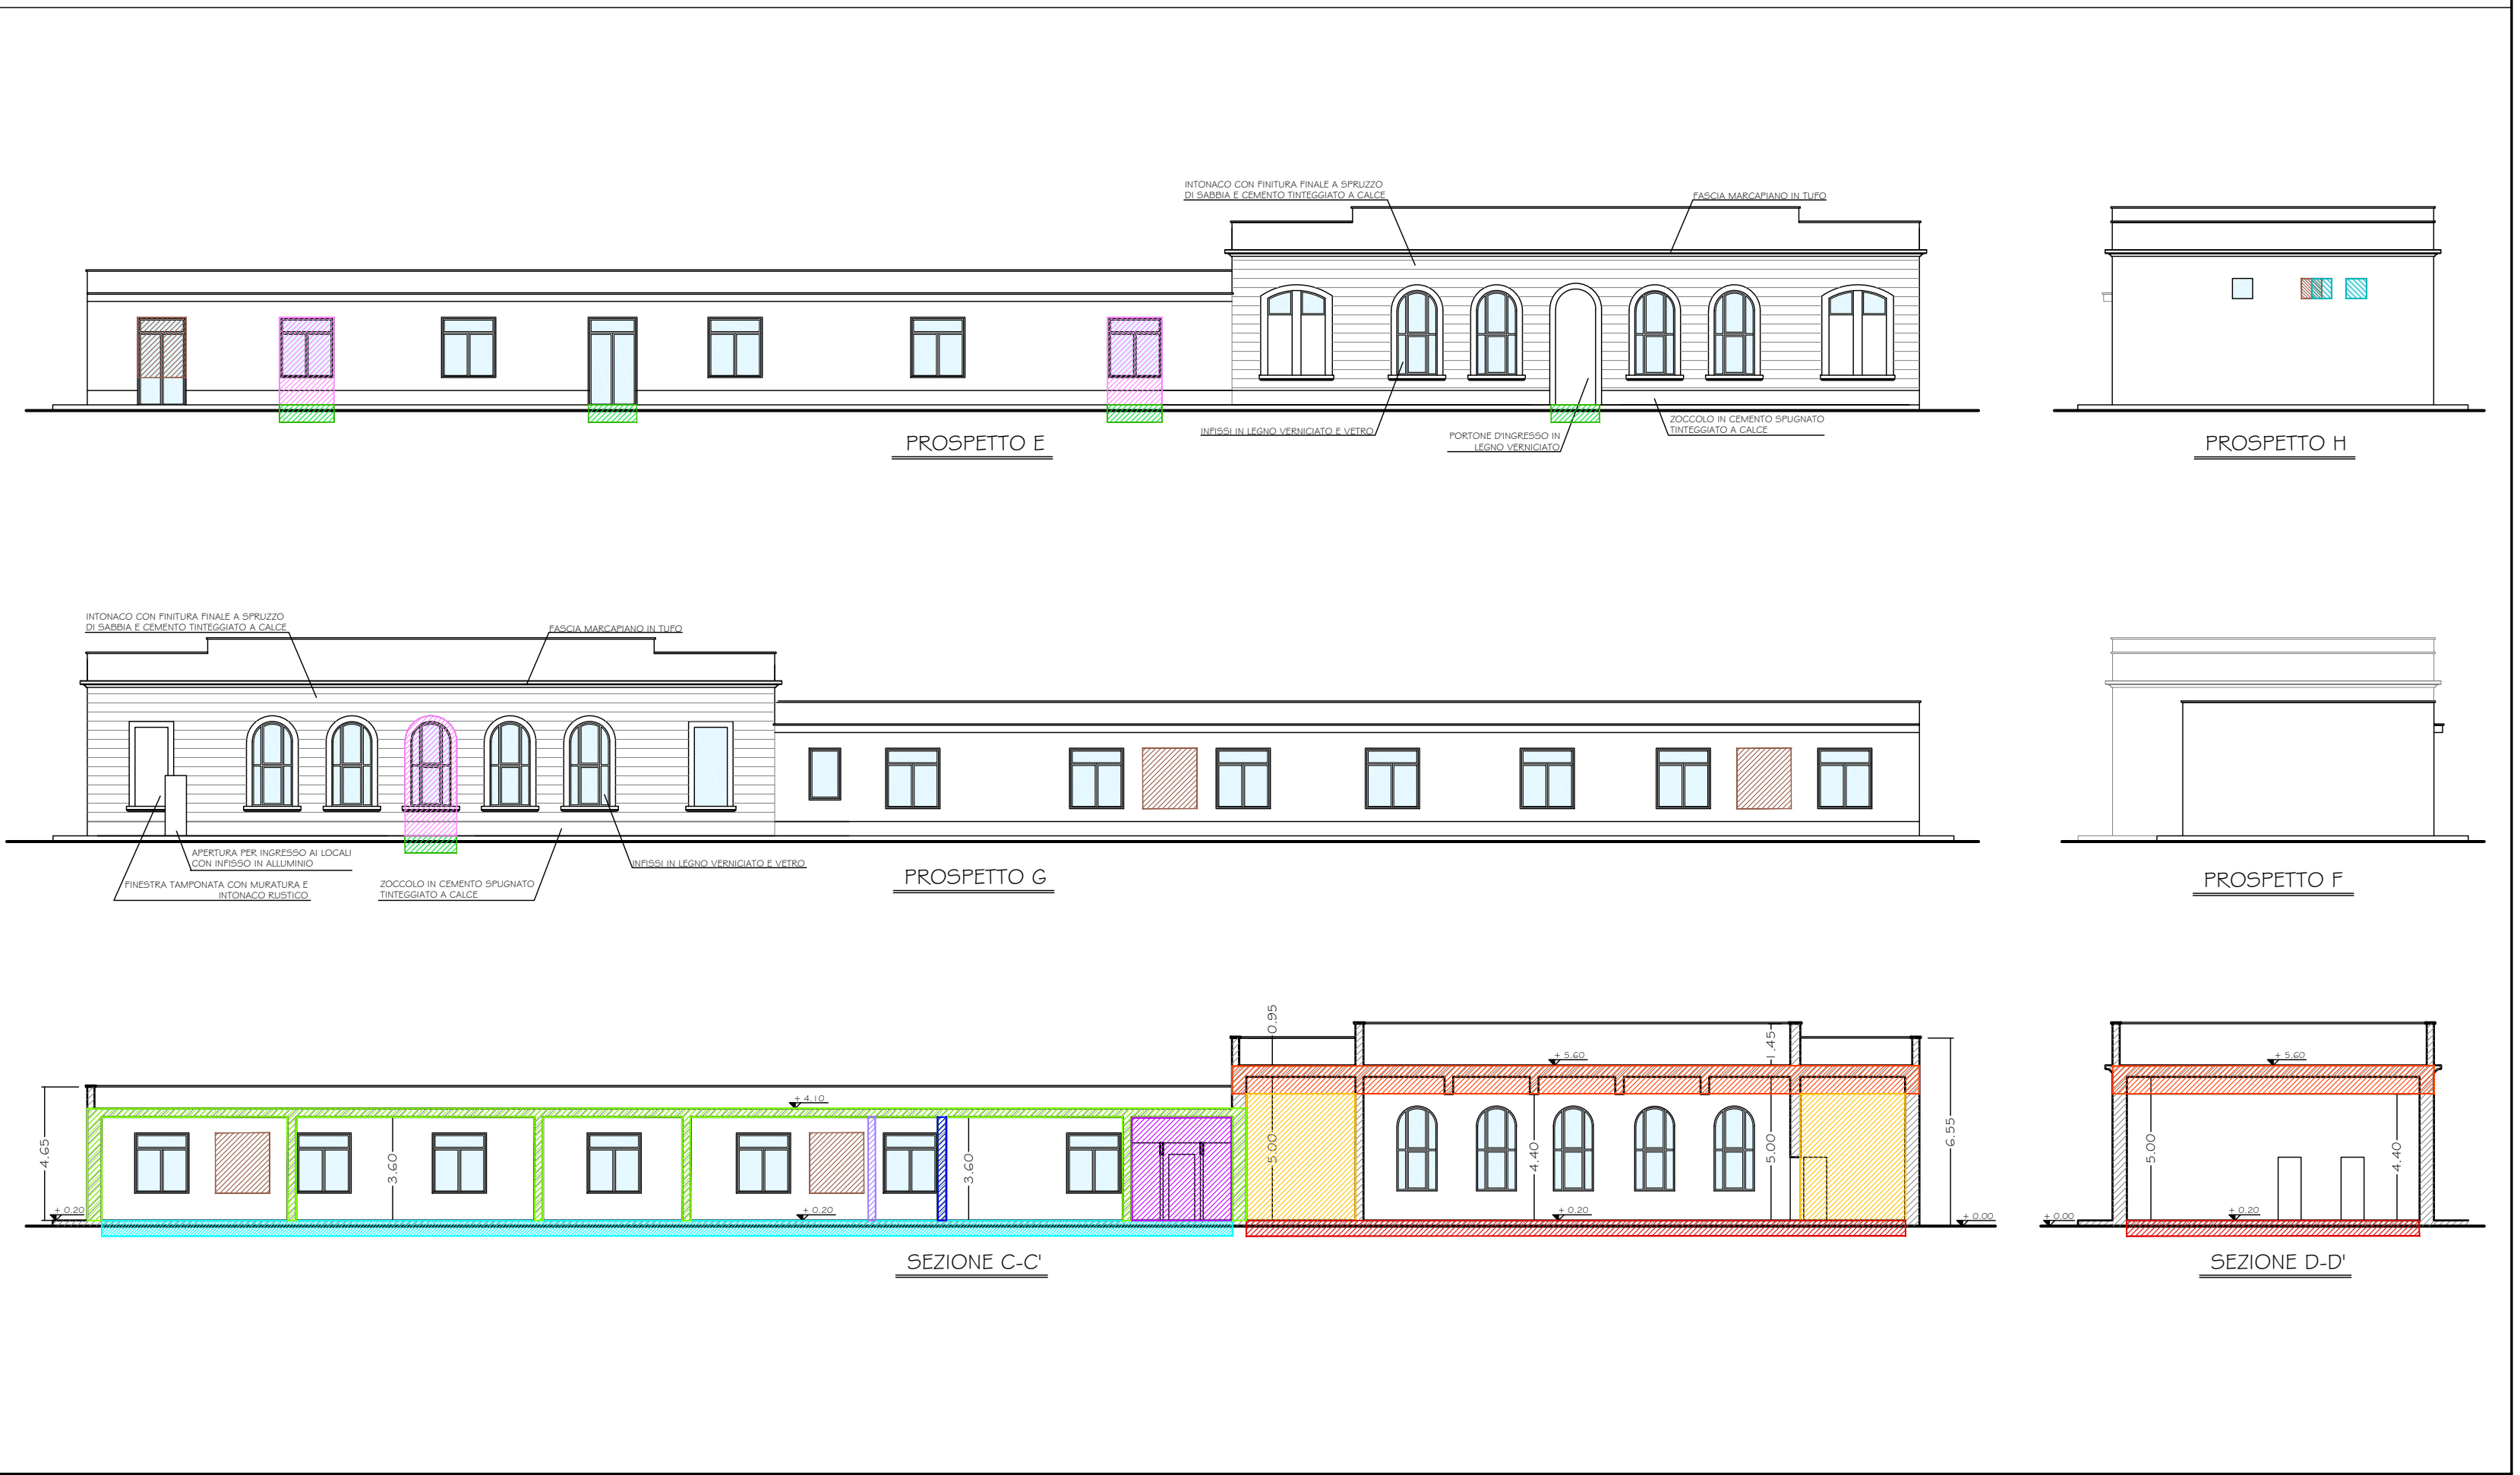 INTONACO CON FINITURA FINALE A SPRUZZO
DI SABBIA E CEMENTO TINTEGGIATO A CALCE
FASCIA MARCAPIANO IN TUFO
INFISSI IN LEGNO VERNICIATO E VETRO
PORTONE D'INGRESSO IN
LEGNO VERNICIATO
ZOCCOLO IN CEMENTO SPUGNATO
TINTEGGIATO A CALCE
PROSPETTO E
PROSPETTO H
INTONACO CON FINITURA FINALE A SPRUZZO
DI SABBIA E CEMENTO TINTEGGIATO A CALCE
FASCIA MARCAPIANO IN TUFO
APERTURA PER INGRESSO AI LOCALI
CON INFISSO IN ALLUMINIO
FINESTRA TAMPONATA CON MURATURA E
INTONACO RUSTICO
ZOCCOLO IN CEMENTO SPUGNATO
TINTEGGIATO A CALCE
INFISSI IN LEGNO VERNICIATO E VETRO
PROSPETTO G
PROSPETTO F
4.65
+ 0.20
3.60
+ 4.10
+ 0.20
3.60
0.95
5.00
+ 5.60
4.40
+ 0.20
1.45
5.00
6.55
+ 0.00
SEZIONE C-C'
+ 0.00
5.00
+ 5.60
+ 0.20
4.40
SEZIONE D-D'